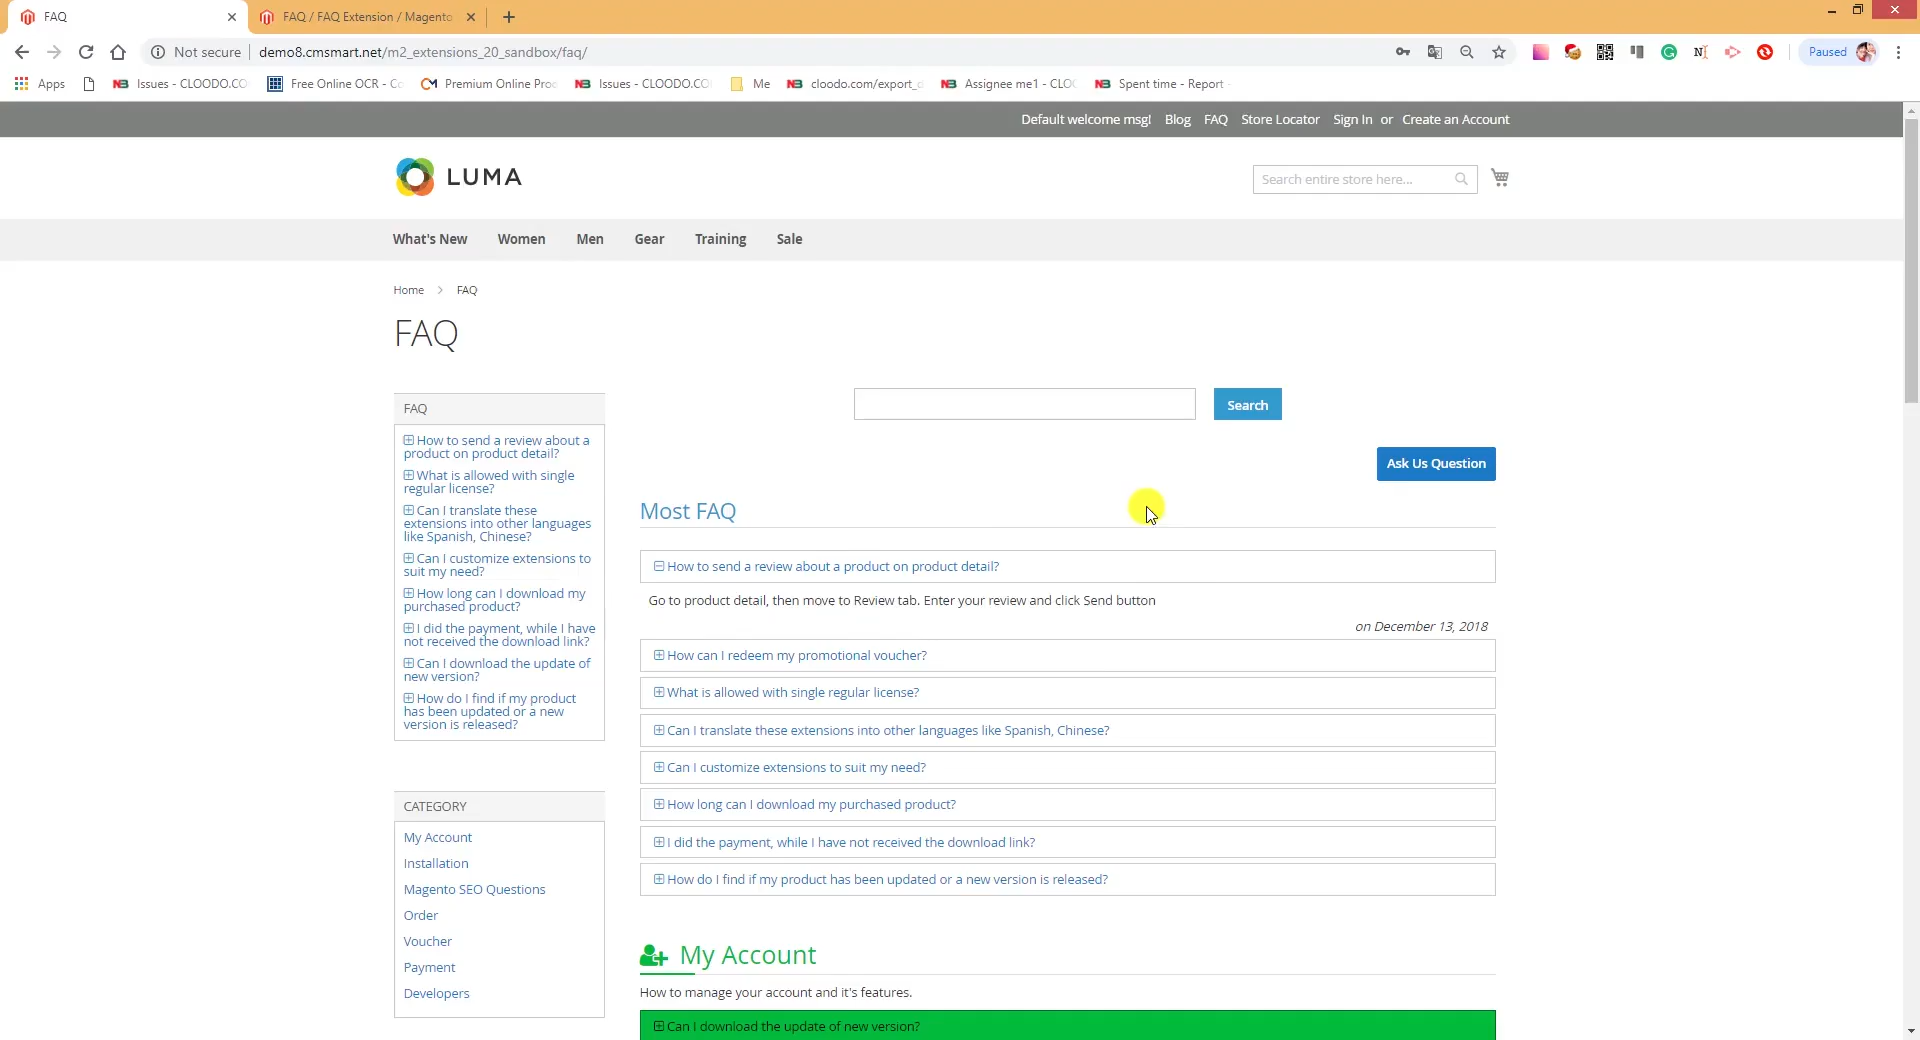 FAQ
FAQ / FAQ Extension / Magento
Not secure
demo8.cmsmart.net/m2_extensions_20_sandbox/faq/
Paused
Apps
Issues - CLOODO.CO
Free Online OCR - Co
Premium Online Proc
Issues - CLOODO.CO
Me
cloodo.com/export_d
Assignee me1 - CLOC
Spent time - Report -
Default welcome msg! Blog FAQ Store Locator Sign In or Create an Account
LUMA
Search entire store here...
What's New Women Men Gear Training Sale
Home > FAQ
FAQ
Search
Ask Us Question
FAQ
How to send a review about a
product on product detail?
What is allowed with single
regular license?
Can I translate these
extensions into other languages
like Spanish, Chinese?
Can I customize extensions to
suit my need?
How long can I download my
purchased product?
I did the payment, while I have
not received the download link?
Can I download the update of
new version?
How do I find if my product
has been updated or a new
version is released?
CATEGORY
My Account
Installation
Magento SEO Questions
Order
Voucher
Payment
Developers
Most FAQ
How to send a review about a product on product detail?
Go to product detail, then move to Review tab. Enter your review and click Send button
on December 13, 2018
How can I redeem my promotional voucher?
What is allowed with single regular license?
Can I translate these extensions into other languages like Spanish, Chinese?
Can I customize extensions to suit my need?
How long can I download my purchased product?
I did the payment, while I have not received the download link?
How do I find if my product has been updated or a new version is released?
My Account
How to manage your account and it's features.
Can I download the update of new version?